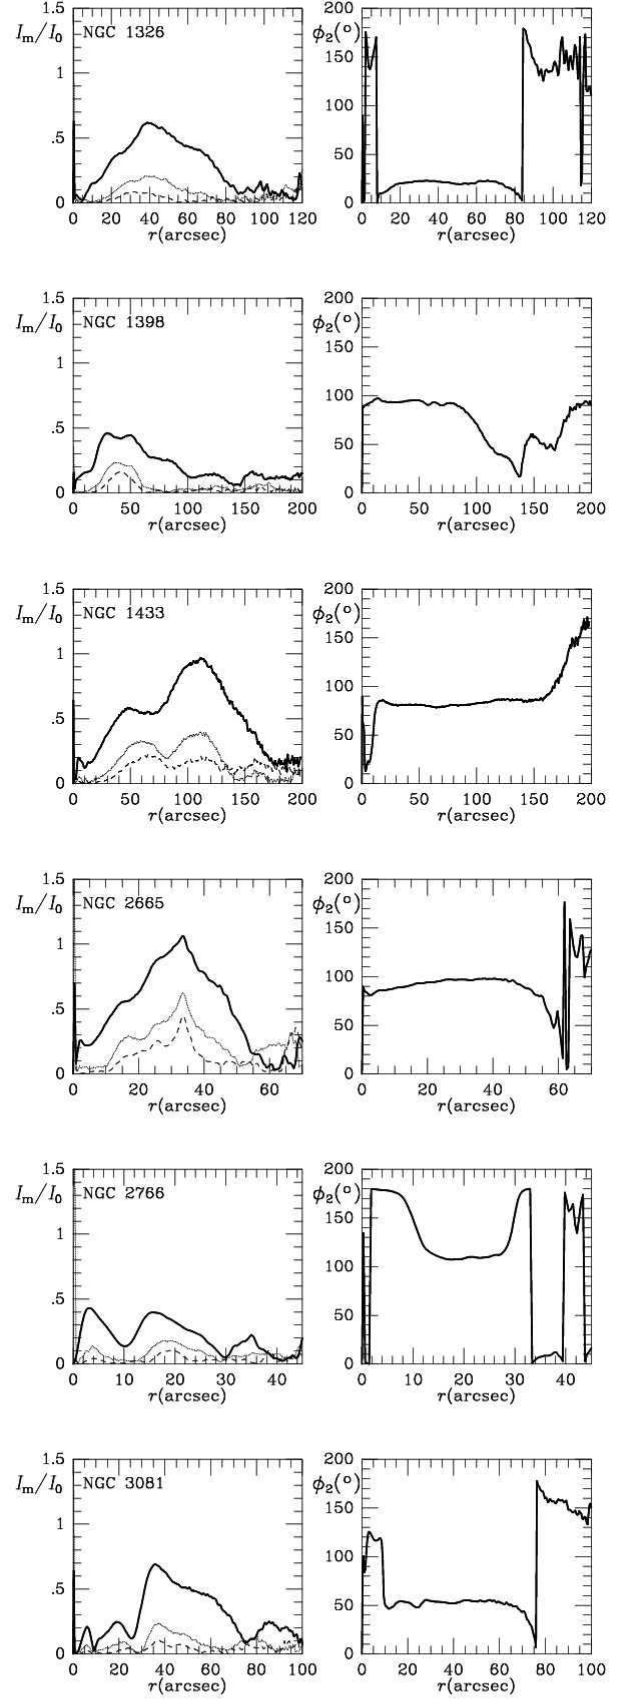 1.5 200
I_m/I_0 NGC 1326 ϕ_2(°)
1 150
100
.5 50
0 0
0 20 40 60 80 100 120 0 20 40 60 80 100 120
r(arcsec) r(arcsec)
1.5 200
I_m/I_0 NGC 1398 ϕ_2(°)
1 150
100
.5 50
0 0
0 50 100 150 200 0 50 100 150 200
r(arcsec) r(arcsec)
1.5 200
I_m/I_0 NGC 1433 ϕ_2(°)
1 150
100
.5 50
0 0
0 50 100 150 200 0 50 100 150 200
r(arcsec) r(arcsec)
1.5 200
I_m/I_0 NGC 2665 ϕ_2(°)
1 150
100
.5 50
0 0
0 20 40 60 0 20 40 60
r(arcsec) r(arcsec)
1.5 200
I_m/I_0 NGC 2766 ϕ_2(°)
1 150
100
.5 50
0 0
0 10 20 30 40 0 10 20 30 40
r(arcsec) r(arcsec)
1.5 200
I_m/I_0 NGC 3081 ϕ_2(°)
1 150
100
.5 50
0 0
0 20 40 60 80 100 0 20 40 60 80 100
r(arcsec) r(arcsec)